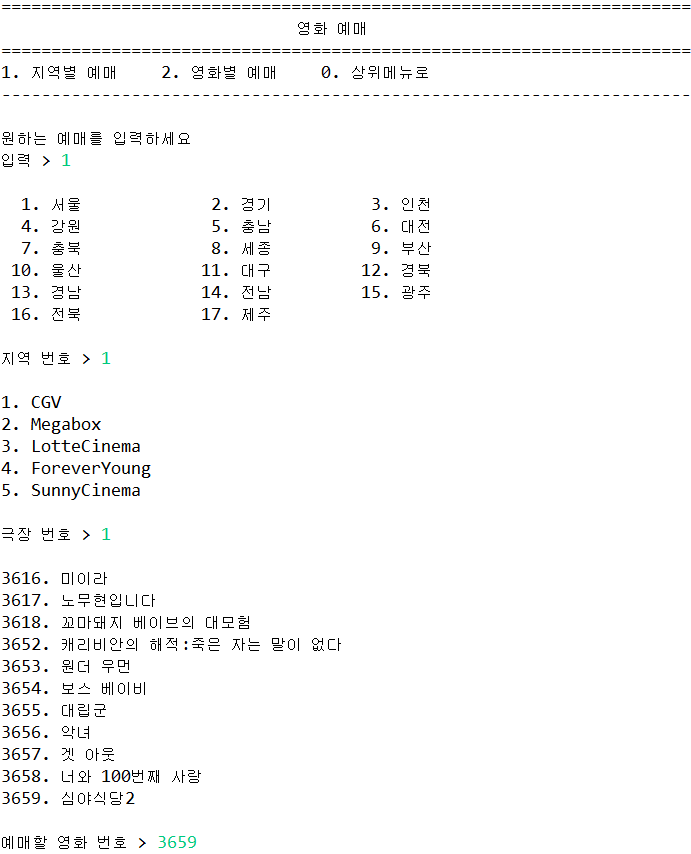 =====================================================================
영화 예매
=====================================================================
1. 지역별 예매 2. 영화별 예매 0. 상위메뉴로
---------------------------------------------------------------------
원하는 예매를 입력하세요
입력 > 1
1. 서울 2. 경기 3. 인천
4. 강원 5. 충남 6. 대전
7. 충북 8. 세종 9. 부산
10. 울산 11. 대구 12. 경북
13. 경남 14. 전남 15. 광주
16. 전북 17. 제주
지역 번호 > 1
1. CGV
2. Megabox
3. LotteCinema
4. ForeverYoung
5. SunnyCinema
극장 번호 > 1
3616. 미이라
3617. 노무현입니다
3618. 꼬마돼지 베이브의 대모험
3652. 캐리비안의 해적:죽은 자는 말이 없다
3653. 원더 우먼
3654. 보스 베이비
3655. 대립군
3656. 악녀
3657. 겟 아웃
3658. 너와 100번째 사랑
3659. 심야식당2
예매할 영화 번호 > 3659